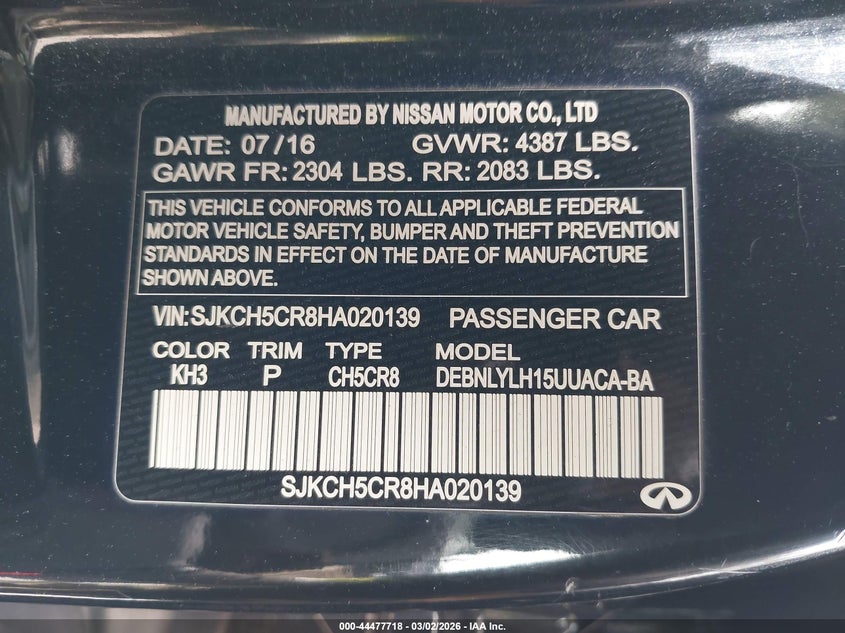 MANUFACTURED BY NISSAN MOTOR CO., LTD
DATE: 07/16 GVWR: 4387 LBS.
GAWR FR: 2304 LBS. RR: 2083 LBS.
THIS VEHICLE CONFORMS TO ALL APPLICABLE FEDERAL
MOTOR VEHICLE SAFETY, BUMPER AND THEFT PREVENTION
STANDARDS IN EFFECT ON THE DATE OF MANUFACTURE
SHOWN ABOVE.
VIN: SJKCH5CR8HA020139 PASSENGER CAR
COLOR TRIM TYPE MODEL
KH3 P CH5CR8 DEBNLYLH15UUACA-BA
SJKCH5CR8HA020139
000-44477718 - 03/02/2026 - IAA Inc.